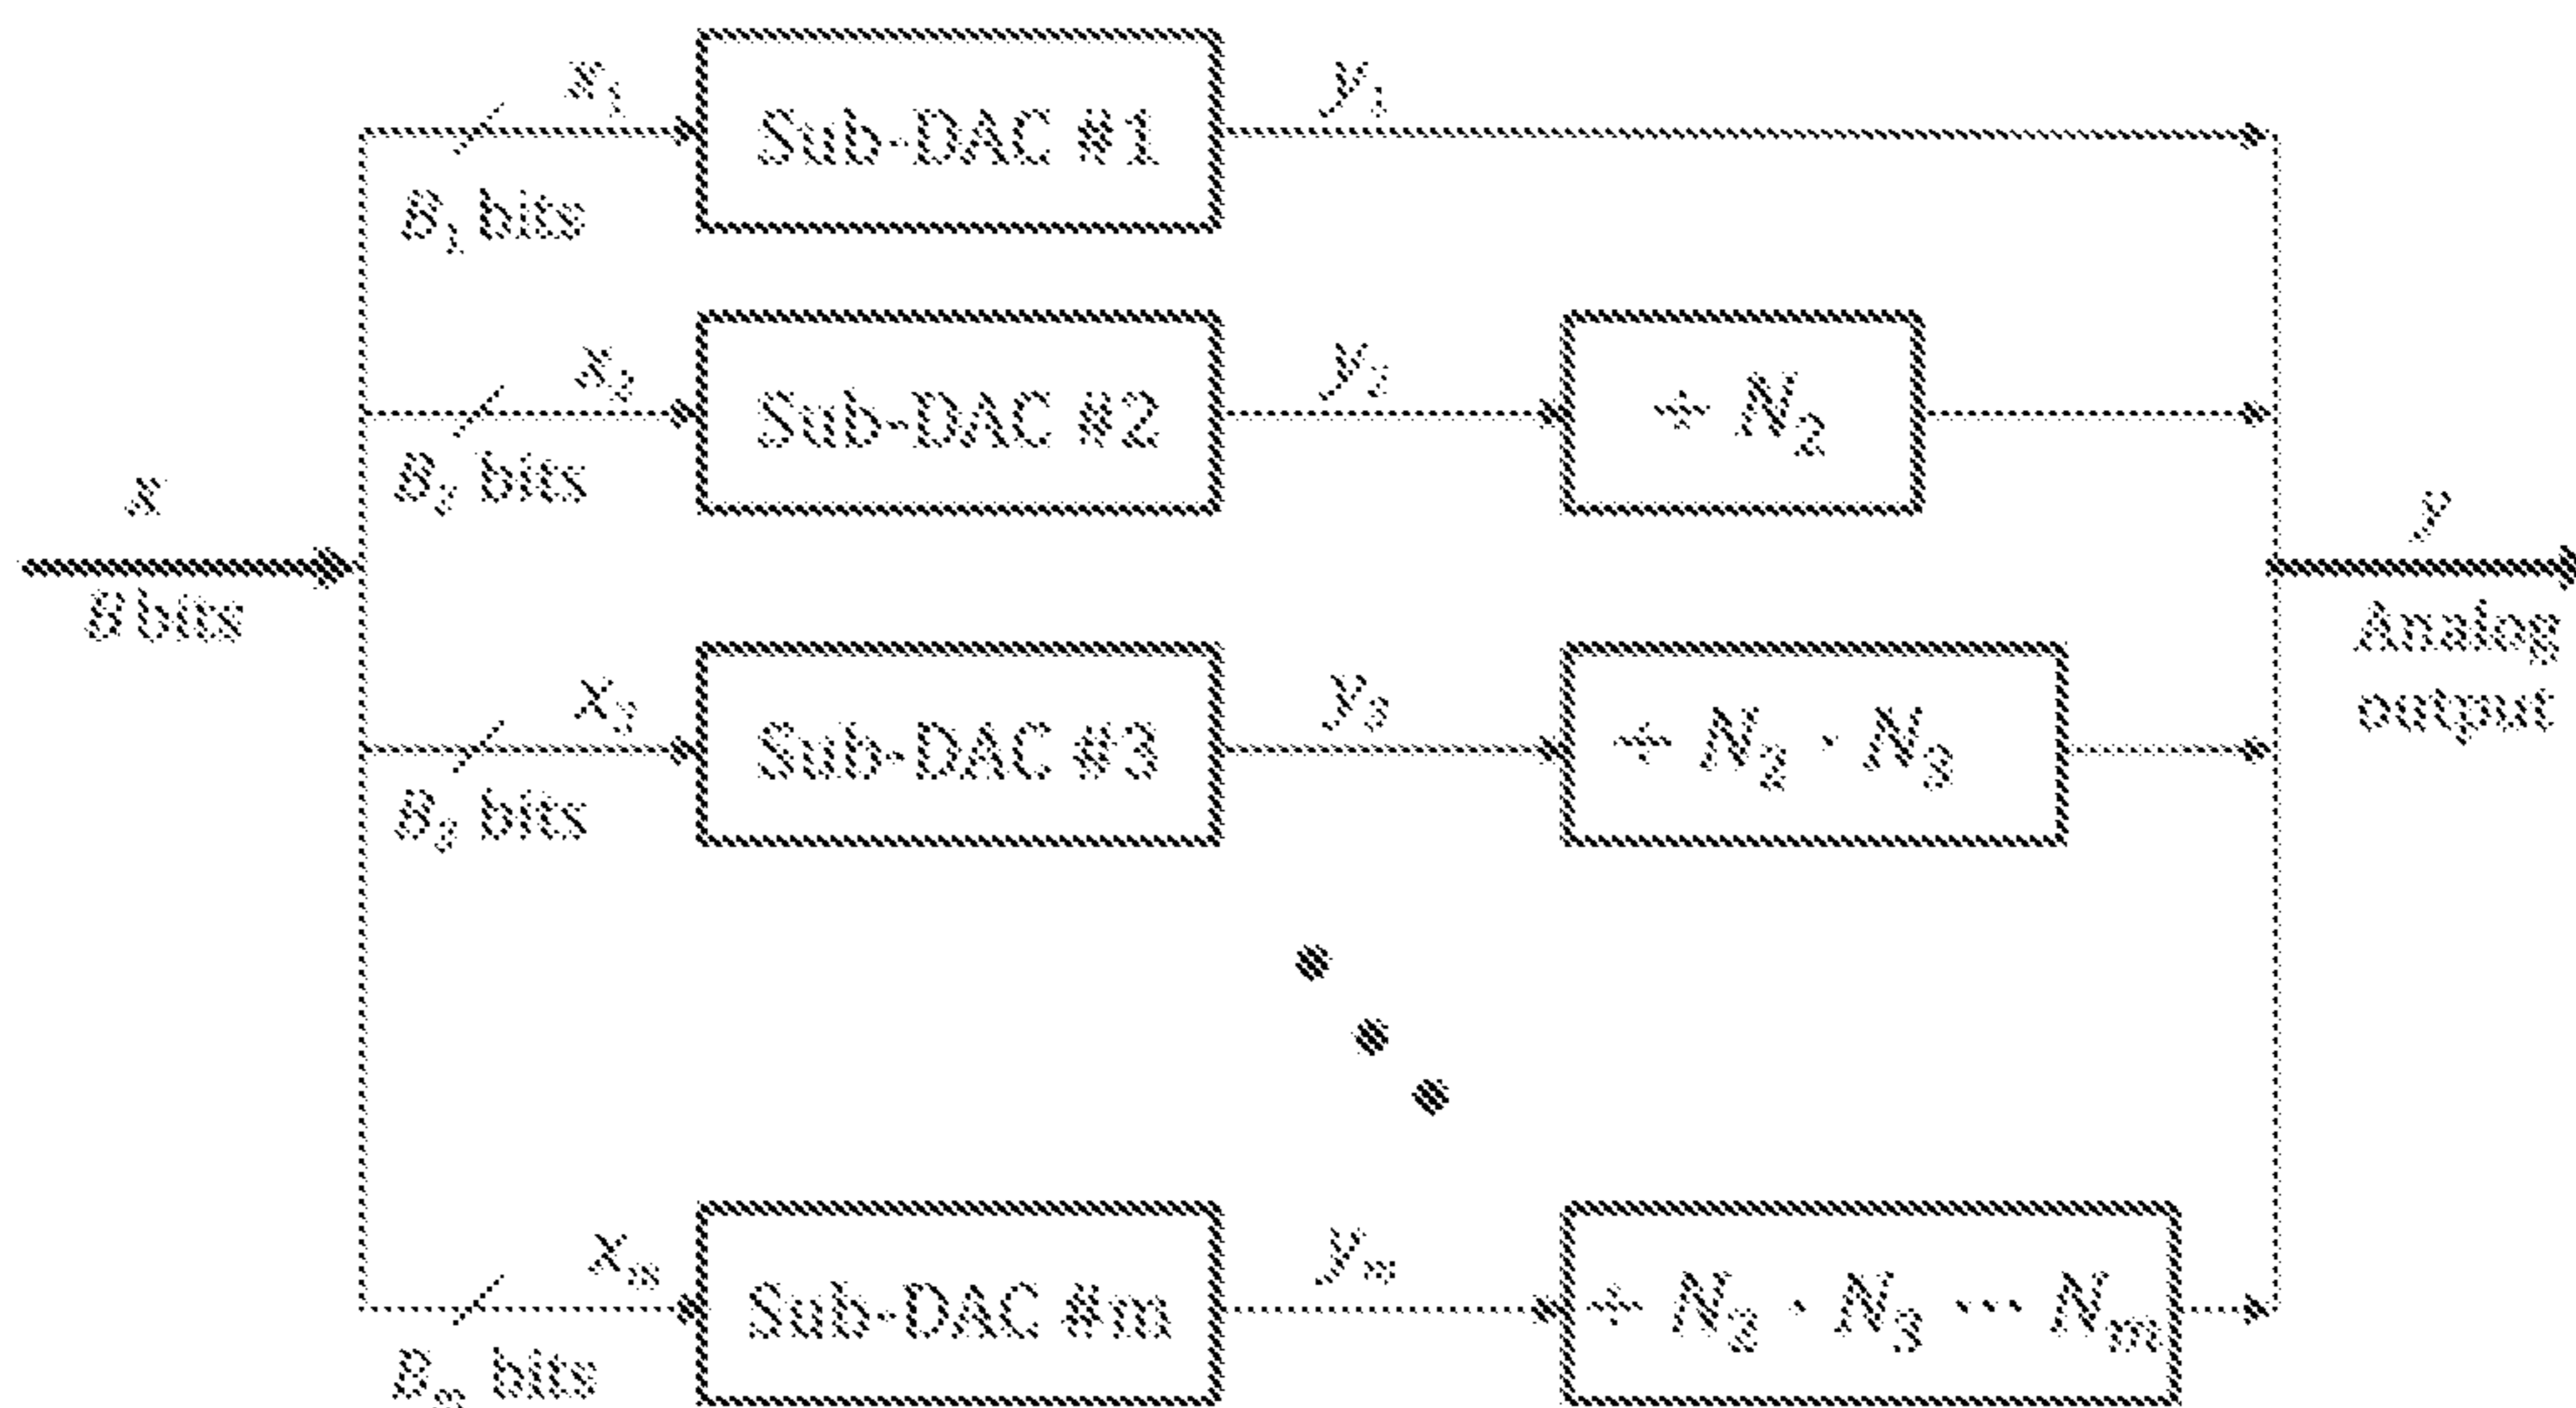 x₁
Sub-DAC #1
y₁
B₁ bits
x₂
Sub-DAC #2
y₂
÷ N₂
B₂ bits
x
B bits
y
Analog
output
x₃
Sub-DAC #3
y₃
÷ N₂ · N₃
B₃ bits
xₘ
Sub-DAC #m
yₘ
÷ N₂ · N₃ ⋯ Nₘ
Bₘ bits